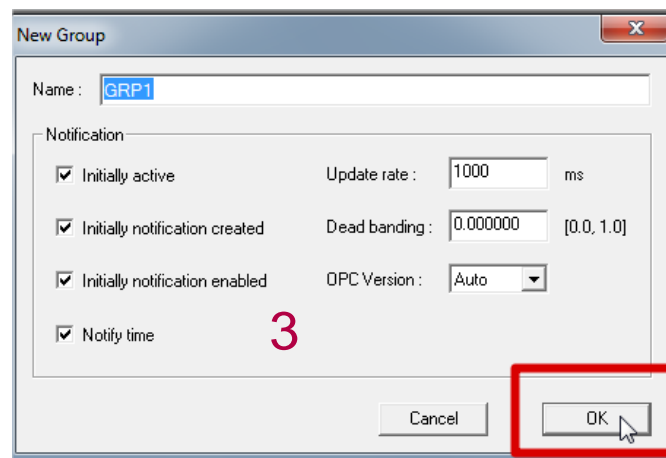 New Group
Name : GRP1
Notification
Initially active
Update rate : 1000 ms
Initially notification created
Dead banding : 0.000000 [0.0, 1.0]
Initially notification enabled
OPC Version : Auto
Notify time
3
Cancel
OK